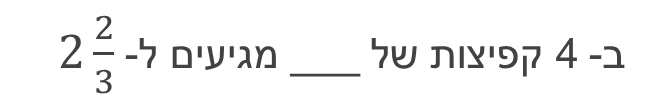 ב- 4 קפיצות של ____ מגיעים ל- 2 2/3